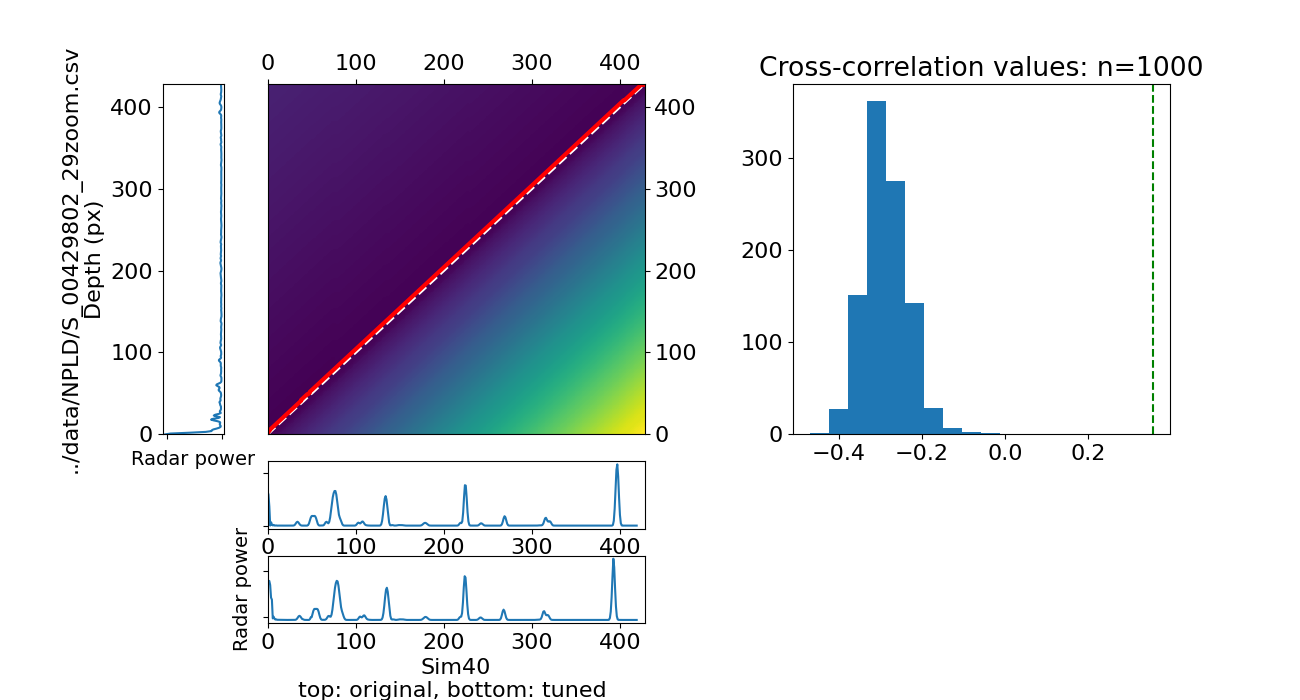 ../data/NPLD/S_00429802_29zoom.csv
Depth (px)
400
300
200
100
0
Radar power
0 100 200 300 400
400
300
200
100
0
0 100 200 300 400
Radar power
0 100 200 300 400
Sim40
top: original, bottom: tuned
Cross-correlation values: n=1000
300
200
100
0
−0.4 −0.2 0.0 0.2